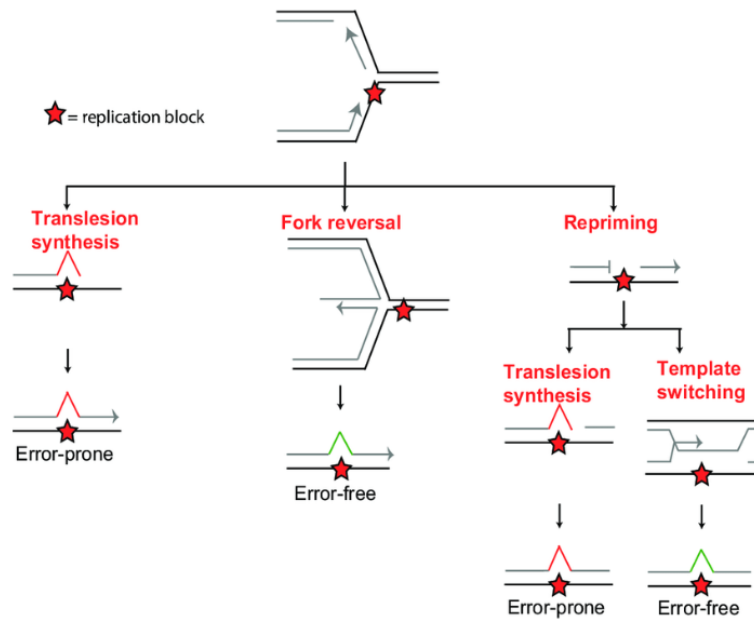 = replication block
Translesion
synthesis
Fork reversal
Repriming
Translesion
synthesis
Template
switching
Error-prone
Error-free
Error-prone
Error-free